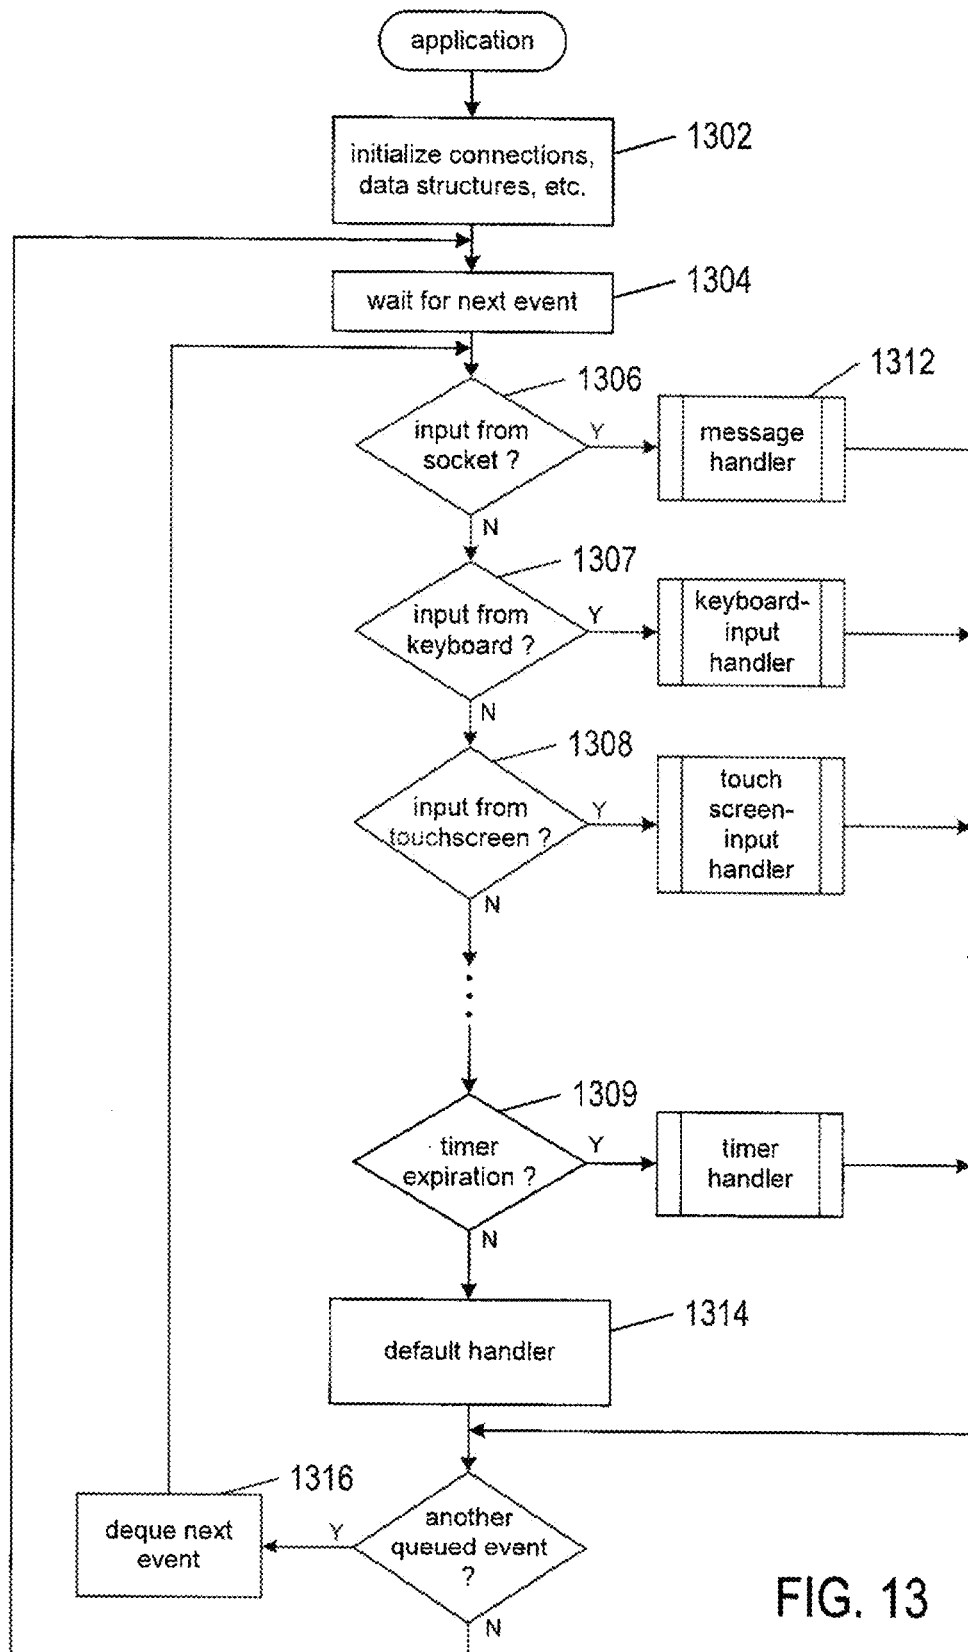 application
1302
initialize connections,
data structures, etc.
1304
wait for next event
1306
1312
input from
socket ?
Y
message
handler
N
1307
input from
keyboard ?
Y
keyboard-
input
handler
N
1308
input from
touchscreen ?
Y
touch
screen-
input
handler
N
1309
timer
expiration ?
Y
timer
handler
N
1314
default handler
1316
deque next
event
Y
another
queued event
?
N
FIG. 13